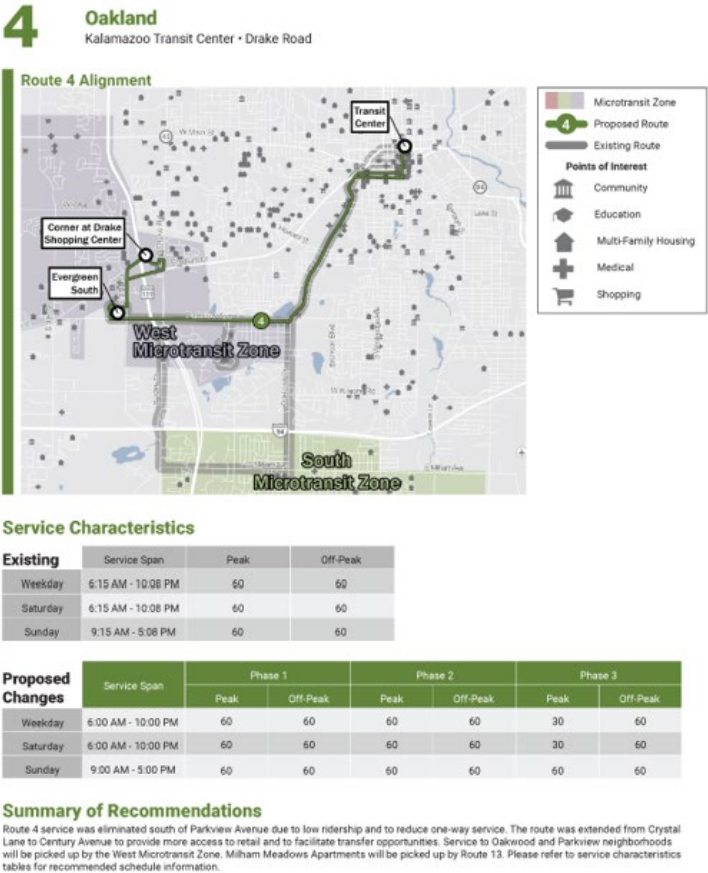 4
Oakland
Kalamazoo Transit Center • Drake Road
Route 4 Alignment
Transit
Center
Corner at Drake
Shopping Center
Evergreen
South
4
West
Microtransit Zone
South
Microtransit Zone
W Main St
43
Howard St
131
94
Microtransit Zone
4 Proposed Route
Existing Route
Points of Interest
Community
Education
Multi-Family Housing
Medical
Shopping
Service Characteristics
Existing Service Span Peak Off-Peak
Weekday 6:15 AM - 10:08 PM 60 60
Saturday 6:15 AM - 10:08 PM 60 60
Sunday 9:15 AM - 5:08 PM 60 60
Proposed
Changes
Service Span Phase 1 Phase 2 Phase 3
Peak Off-Peak Peak Off-Peak Peak Off-Peak
Weekday 6:00 AM - 10:00 PM 60 60 60 60 30 60
Saturday 6:00 AM - 10:00 PM 60 60 60 60 30 60
Sunday 9:00 AM - 5:00 PM 60 60 60 60 60 60
Summary of Recommendations
Route 4 service was eliminated south of Parkview Avenue due to low ridership and to reduce one-way service. The route was extended from Crystal
Lane to Century Avenue to provide more access to retail and to facilitate transfer opportunities. Service to Oakwood and Parkview neighborhoods
will be picked up by the West Microtransit Zone. Milham Meadows Apartments will be picked up by Route 13. Please refer to service characteristics
tables for recommended schedule information.